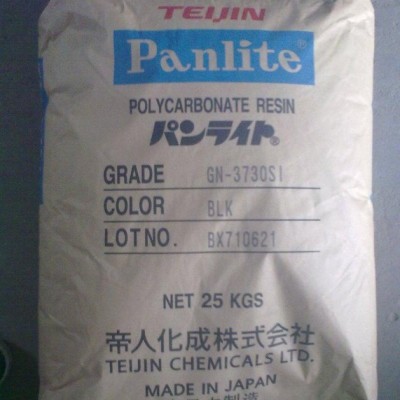 TEIJIN
Panlite®
POLYCARBONATE RESIN
パンライト®
GRADE GN-3730SI
COLOR BLK
LOT NO. BX710621
NET 25 KGS
帝人化成株式会社
TEIJIN CHEMICALS LTD.
MADE IN JAPAN